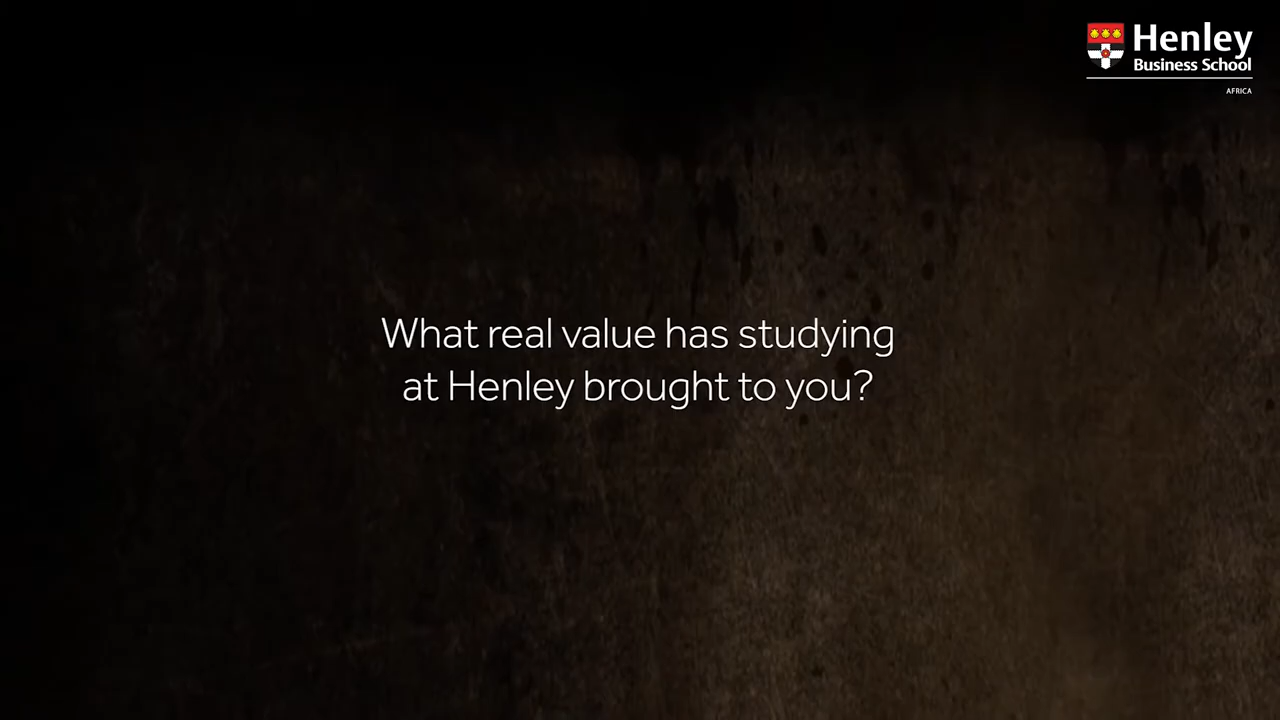 Henley
Business School
AFRICA
What real value has studying
at Henley brought to you?